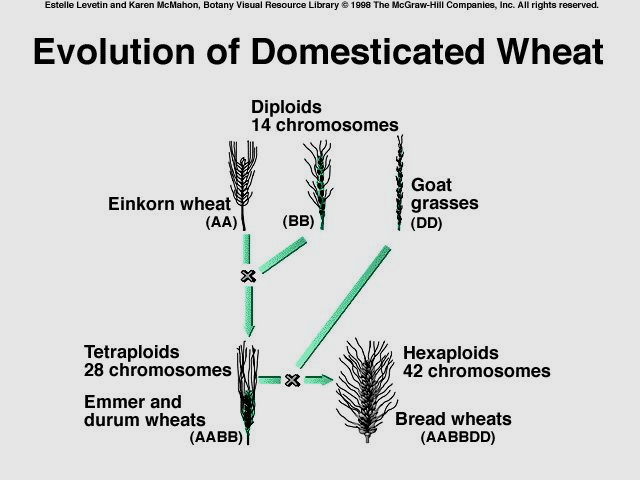 Estelle Levetin and Karen McMahon, Botany Visual Resource Library © 1998 The McGraw-Hill Companies, Inc. All rights reserved.
Evolution of Domesticated Wheat
Diploids
14 chromosomes
Einkorn wheat
(AA)
(BB)
Goat
grasses
(DD)
Tetraploids
28 chromosomes
Emmer and
durum wheats
(AABB)
Hexaploids
42 chromosomes
Bread wheats
(AABBDD)